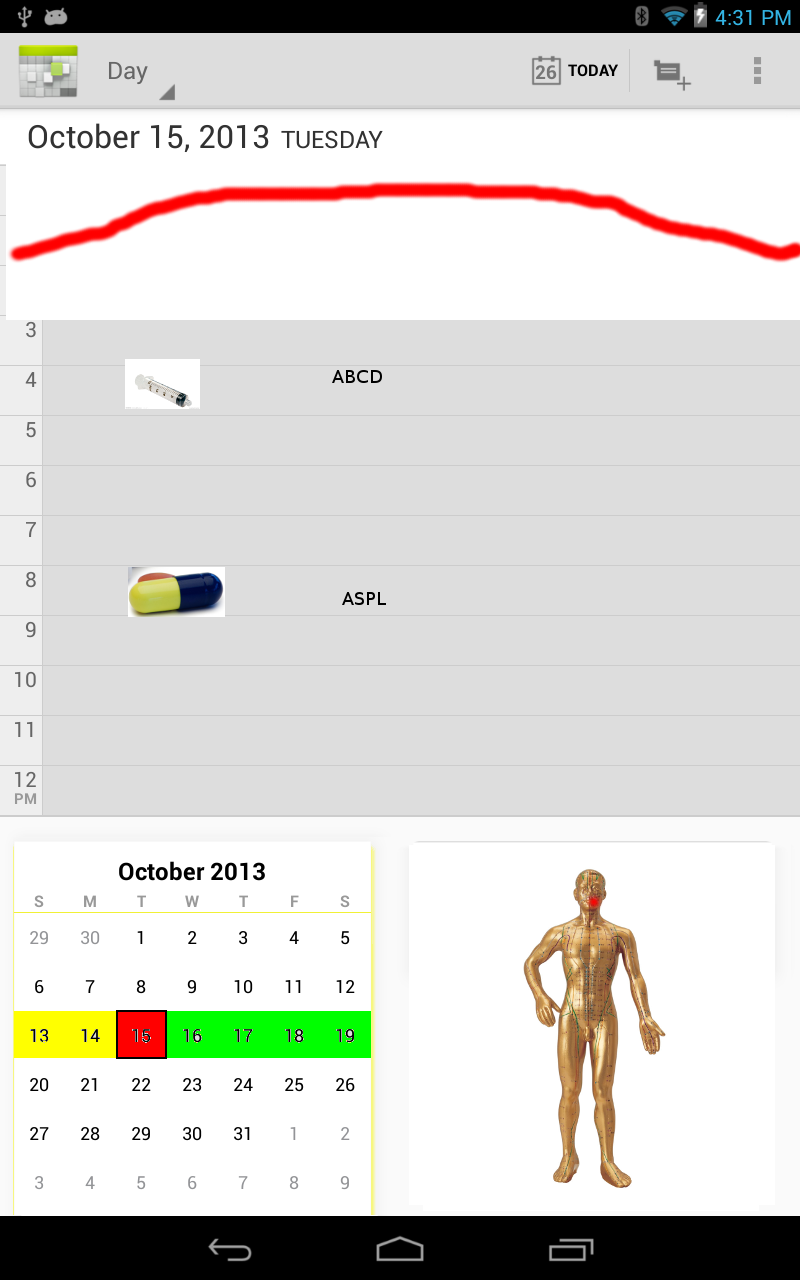 4:31 PM
Day
26 TODAY
October 15, 2013 TUESDAY
3
4 ABCD
5
6
7
8 ASPL
9
10
11
12
PM
October 2013
S M T W T F S
29 30 1 2 3 4 5
6 7 8 9 10 11 12
13 14 15 16 17 18 19
20 21 22 23 24 25 26
27 28 29 30 31 1 2
3 4 5 6 7 8 9